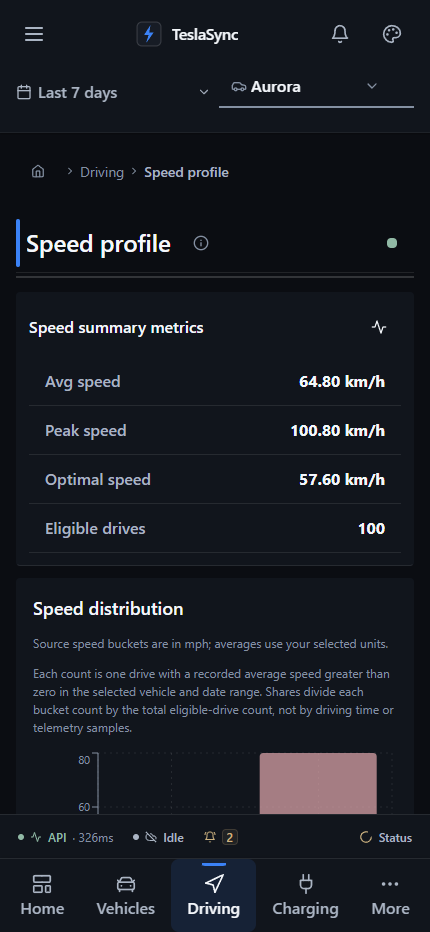 TeslaSync
Last 7 days
Aurora
Driving
Speed profile
Speed profile
Speed summary metrics
Avg speed 64.80 km/h
Peak speed 100.80 km/h
Optimal speed 57.60 km/h
Eligible drives 100
Speed distribution
Source speed buckets are in mph; averages use your selected units.
Each count is one drive with a recorded average speed greater than
zero in the selected vehicle and date range. Shares divide each
bucket count by the total eligible-drive count, not by driving time or
telemetry samples.
80
60
API · 326ms Idle 2 Status
Home Vehicles Driving Charging More